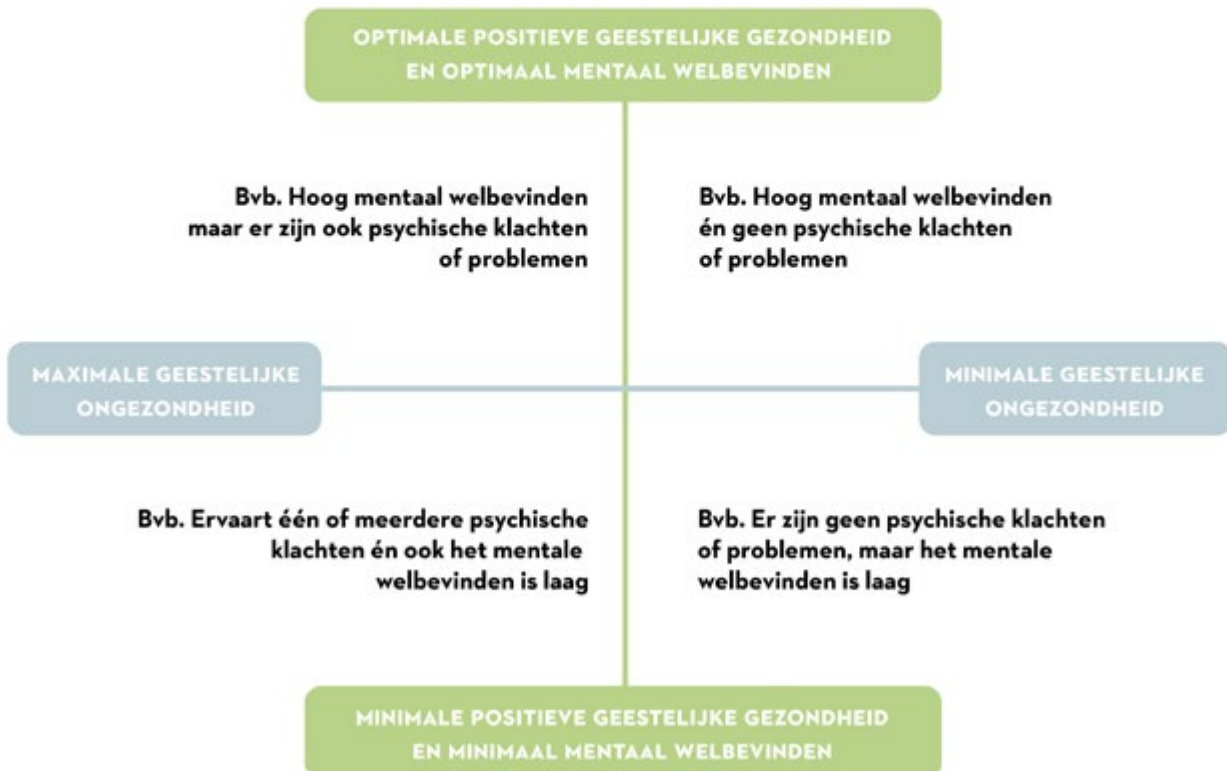 OPTIMALE POSITIEVE GEESTELIJKE GEZONDHEID
EN OPTIMAAL MENTAAL WELBEVINDEN
Bvb. Hoog mentaal welbevinden
maar er zijn ook psychische klachten
of problemen
Bvb. Hoog mentaal welbevinden
én geen psychische klachten
of problemen
MAXIMALE GEESTELIJKE
ONGEZONDHEID
MINIMALE GEESTELIJKE
ONGEZONDHEID
Bvb. Ervaart één of meerdere psychische
klachten én ook het mentale
welbevinden is laag
Bvb. Er zijn geen psychische klachten
of problemen, maar het mentale
welbevinden is laag
MINIMALE POSITIEVE GEESTELIJKE GEZONDHEID
EN MINIMAAL MENTAAL WELBEVINDEN